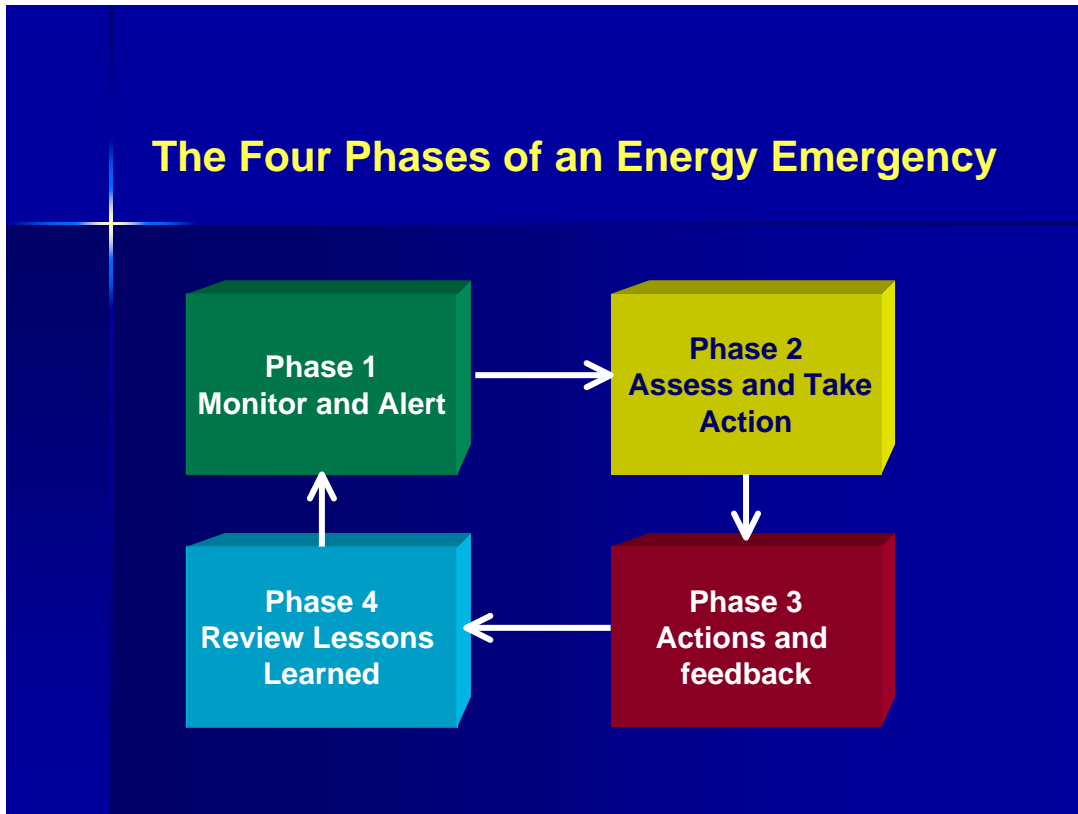 The Four Phases of an Energy Emergency
Phase 1
Monitor and Alert
Phase 2
Assess and Take
Action
Phase 3
Actions and
feedback
Phase 4
Review Lessons
Learned